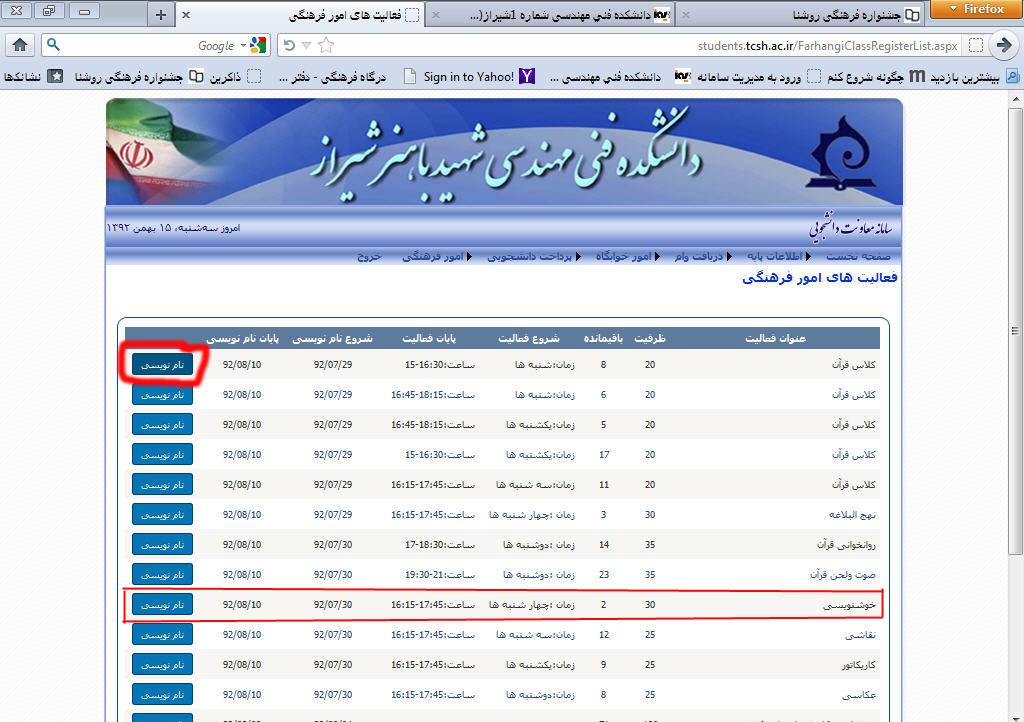 Firefox
جشنواره فرهنگی روشنا
دانشکده فني مهندسي شماره 1شيراز(...
فعالیت های امور فرهنگی
students.tcsh.ac.ir/FarhangiClassRegisterList.aspx
Google
بیشترین بازدید
چگونه شروع کنم
ورود به مدیریت سامانه
دانشکده فني مهندسي ...
Sign in to Yahoo!
درگاه فرهنگی - دفتر ...
ذاکرین
جشنواره فرهنگی روشنا
نشانک‌ها
دانشکده فنی مهندسی شهید باهنر شیراز
سامانه معاونت دانشجویی
امروز سه‌شنبه، ۱۵ بهمن ۱۳۹۲
صفحه نخست اطلاعات پایه دریافت وام امور خوابگاه پرداخت دانشجویی امور فرهنگی خروج
فعالیت های امور فرهنگی
عنوان فعالیت ظرفیت باقیمانده شروع فعالیت پایان فعالیت شروع نام نویسی پایان نام نویسی
کلاس قرآن 20 8 زمان:شنبه ها ساعت:16:30-15 92/07/29 92/08/10 نام نویسی
کلاس قرآن 20 6 زمان:شنبه ها ساعت:18:15-16:45 92/07/29 92/08/10 نام نویسی
کلاس قرآن 20 5 زمان:یکشنبه ها ساعت:18:15-16:45 92/07/29 92/08/10 نام نویسی
کلاس قرآن 20 17 زمان:یکشنبه ها ساعت:16:30-15 92/07/29 92/08/10 نام نویسی
کلاس قرآن 20 11 زمان:سه شنبه ها ساعت:17:45-16:15 92/07/29 92/08/10 نام نویسی
نهج البلاغه 30 3 زمان :چهار شنبه ها ساعت:17:45-16:15 92/07/29 92/08/10 نام نویسی
روانخوانی قرآن 35 14 زمان :دوشنبه ها ساعت:18:30-17 92/07/30 92/08/10 نام نویسی
صوت ولحن قرآن 35 23 زمان :دوشنبه ها ساعت:21-19:30 92/07/30 92/08/10 نام نویسی
خوشنویسی 30 2 زمان :چهار شنبه ها ساعت:17:45-16:15 92/07/30 92/08/10 نام نویسی
نقاشی 25 12 زمان:سه شنبه ها ساعت:17:45-16:15 92/07/30 92/08/10 نام نویسی
کاریکاتور 25 9 زمان:یکشنبه ها ساعت:17:45-16:15 92/07/30 92/08/10 نام نویسی
عکاسی 25 8 زمان:دوشنبه ها ساعت:17:45-16:15 92/07/30 92/08/10 نام نویسی